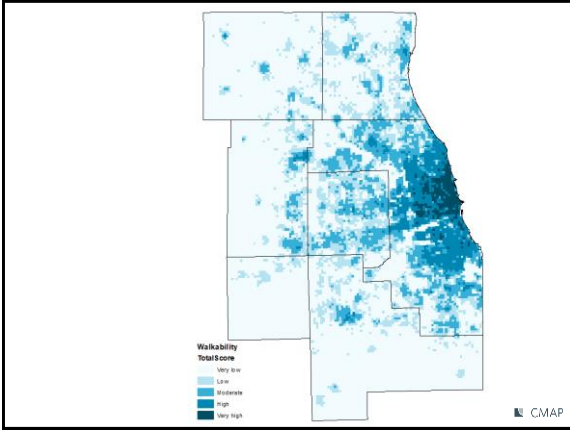 Walkability
TotalScore
Very low
Low
Moderate
High
Very high
CMAP